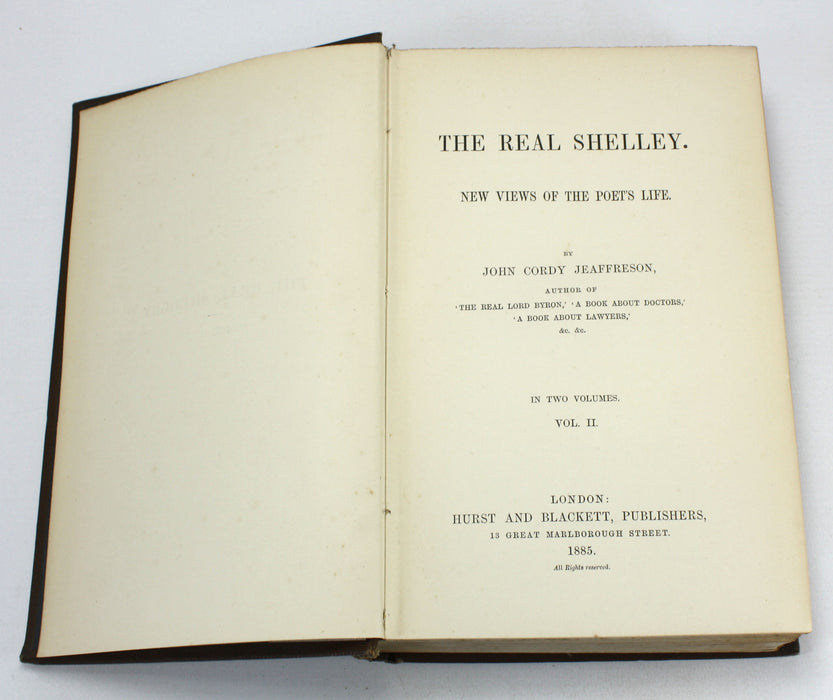 THE REAL SHELLEY.
NEW VIEWS OF THE POET'S LIFE.
BY
JOHN CORDY JEAFFRESON,
AUTHOR OF
'THE REAL LORD BYRON,' 'A BOOK ABOUT DOCTORS,'
'A BOOK ABOUT LAWYERS,'
&c. &c.
IN TWO VOLUMES.
VOL. II.
LONDON:
HURST AND BLACKETT, PUBLISHERS,
13 GREAT MARLBOROUGH STREET.
1885.
All Rights reserved.